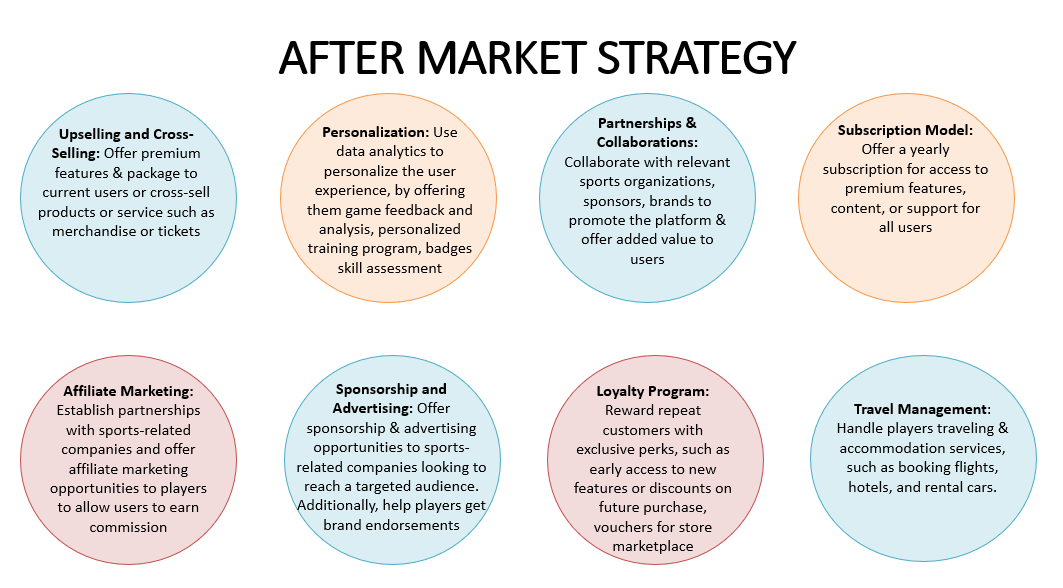 AFTER MARKET STRATEGY
Upselling and Cross-
Selling: Offer premium
features & package to
current users or cross-sell
products or service such as
merchandise or tickets
Personalization: Use
data analytics to
personalize the user
experience, by offering
them game feedback and
analysis, personalized
training program, badges
skill assessment
Partnerships &
Collaborations:
Collaborate with relevant
sports organizations,
sponsors, brands to
promote the platform &
offer added value to
users
Subscription Model:
Offer a yearly
subscription for access to
premium features,
content, or support for
all users
Affiliate Marketing:
Establish partnerships
with sports-related
companies and offer
affiliate marketing
opportunities to players
to allow users to earn
commission
Sponsorship and
Advertising: Offer
sponsorship & advertising
opportunities to sports-
related companies looking to
reach a targeted audience.
Additionally, help players get
brand endorsements
Loyalty Program:
Reward repeat
customers with
exclusive perks, such as
early access to new
features or discounts on
future purchase,
vouchers for store
marketplace
Travel Management:
Handle players traveling &
accommodation services,
such as booking flights,
hotels, and rental cars.